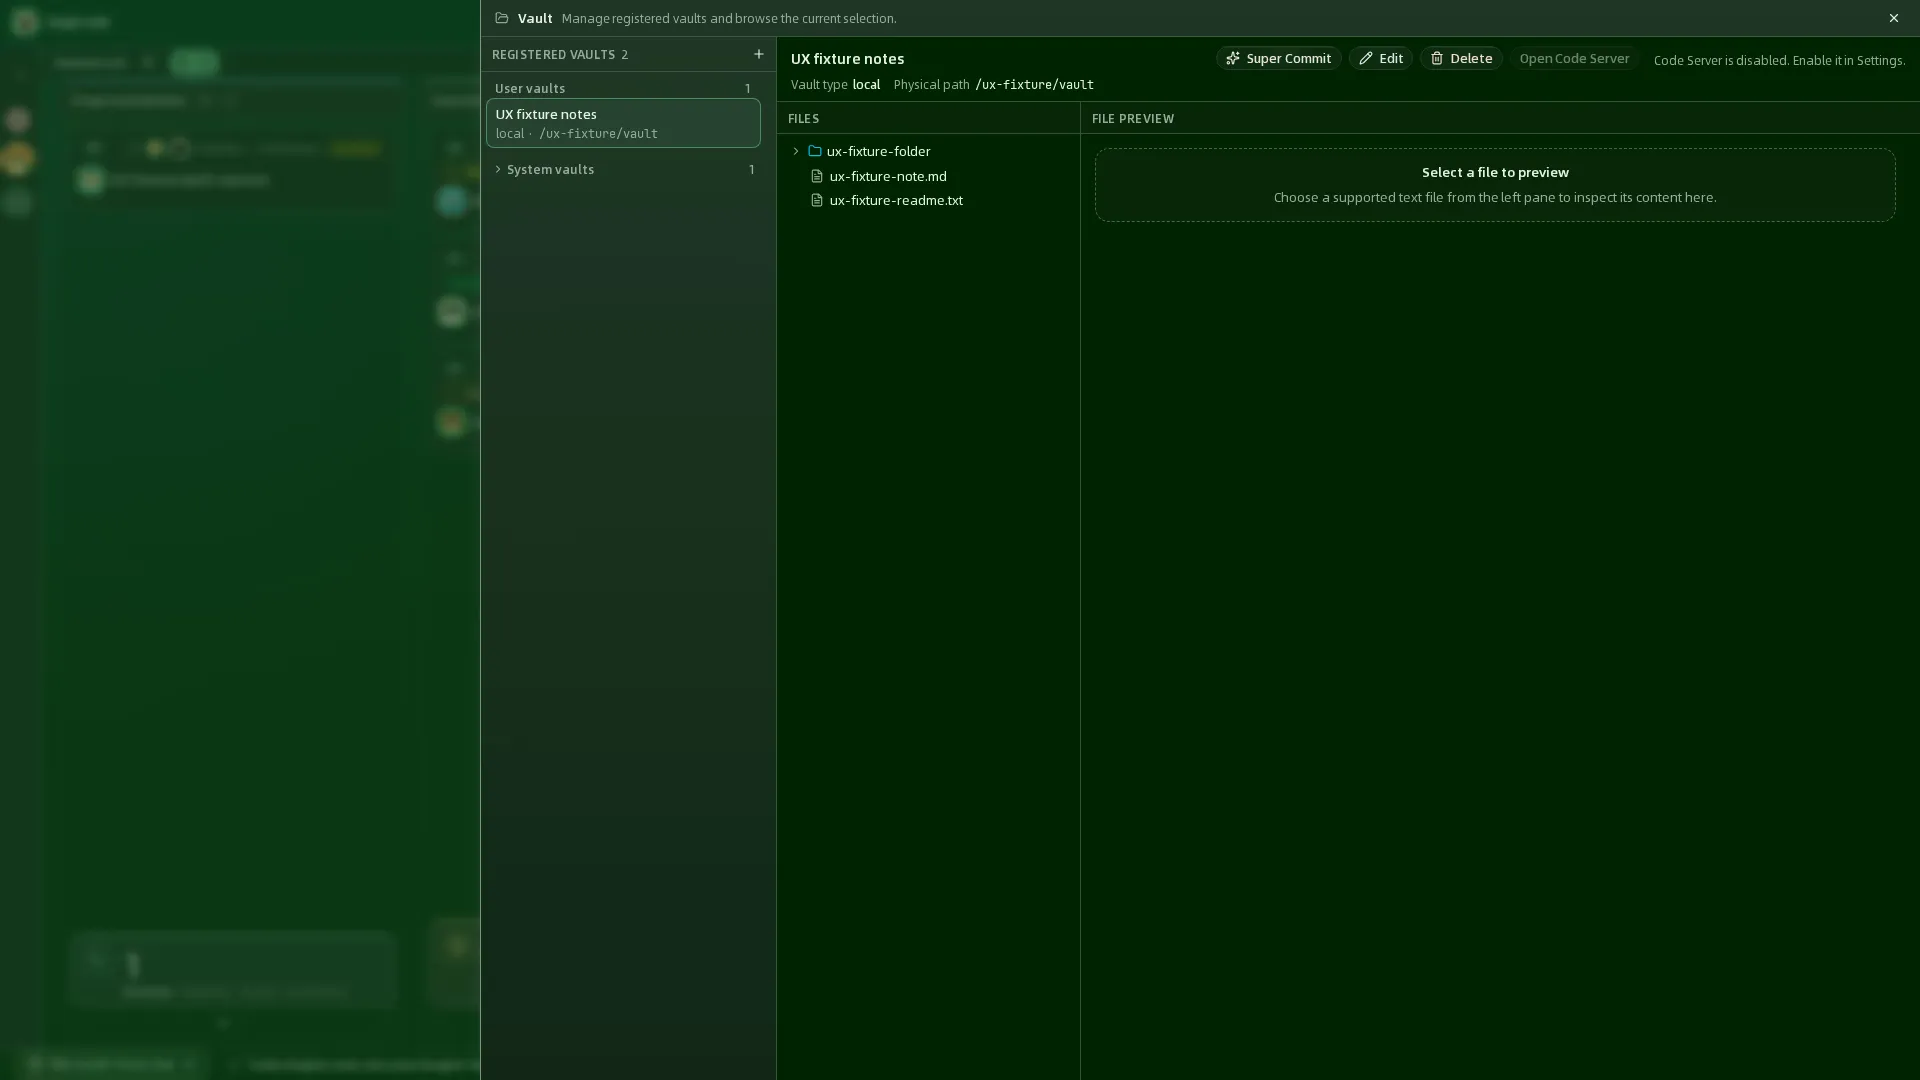 Vault Manage registered vaults and browse the current selection.
REGISTERED VAULTS 2
User vaults 1
UX fixture notes
local · /ux-fixture/vault
System vaults 1
UX fixture notes
Super Commit Edit Delete Open Code Server Code Server is disabled. Enable it in Settings.
Vault type local Physical path /ux-fixture/vault
FILES
ux-fixture-folder
ux-fixture-note.md
ux-fixture-readme.txt
FILE PREVIEW
Select a file to preview
Choose a supported text file from the left pane to inspect its content here.